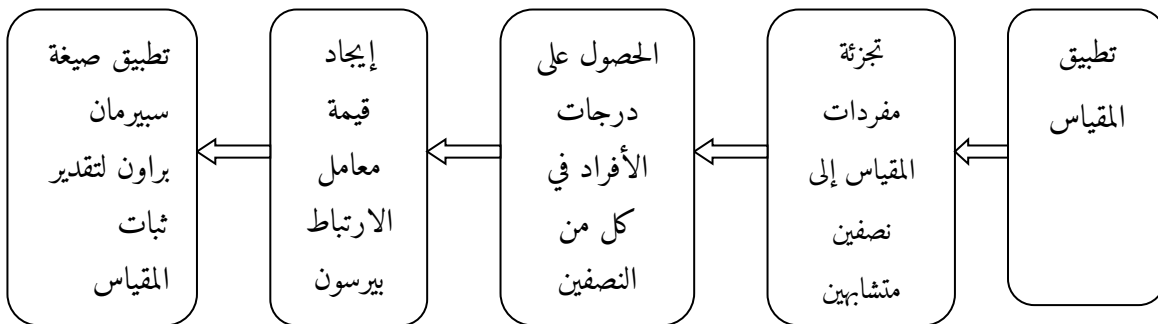 تطبيق
المقياس
تجزئة
مفردات
المقياس إلى
نصفين
متشابهين
الحصول على
درجات
الأفراد في
كل من
النصفين
إيجاد
قيمة
معامل
الارتباط
بيرسون
تطبيق صيغة
سبيرمان
براون لتقدير
ثبات
المقياس